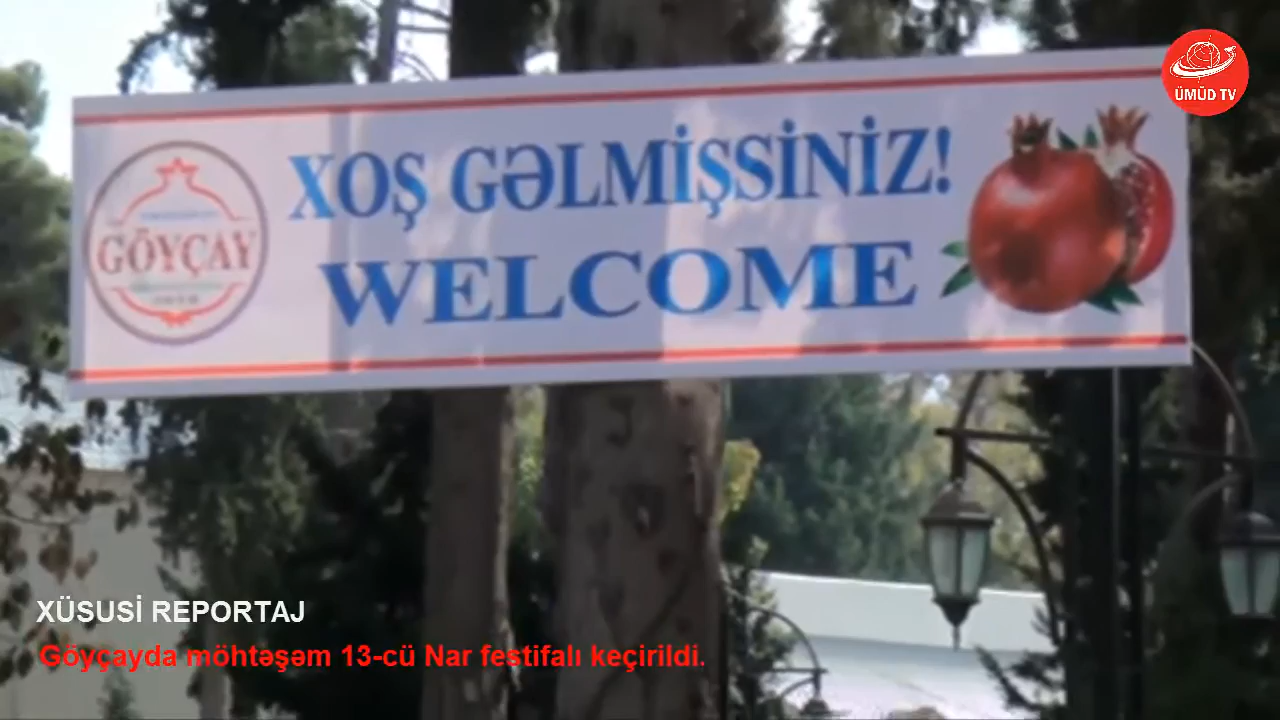 ÜMÜD TV
XOŞ GƏLMİŞSİNİZ!
GÖYÇAY
WELCOME
XÜSUSİ REPORTAJ
Göyçayda möhtəşəm 13-cü Nar festifalı keçirildi.